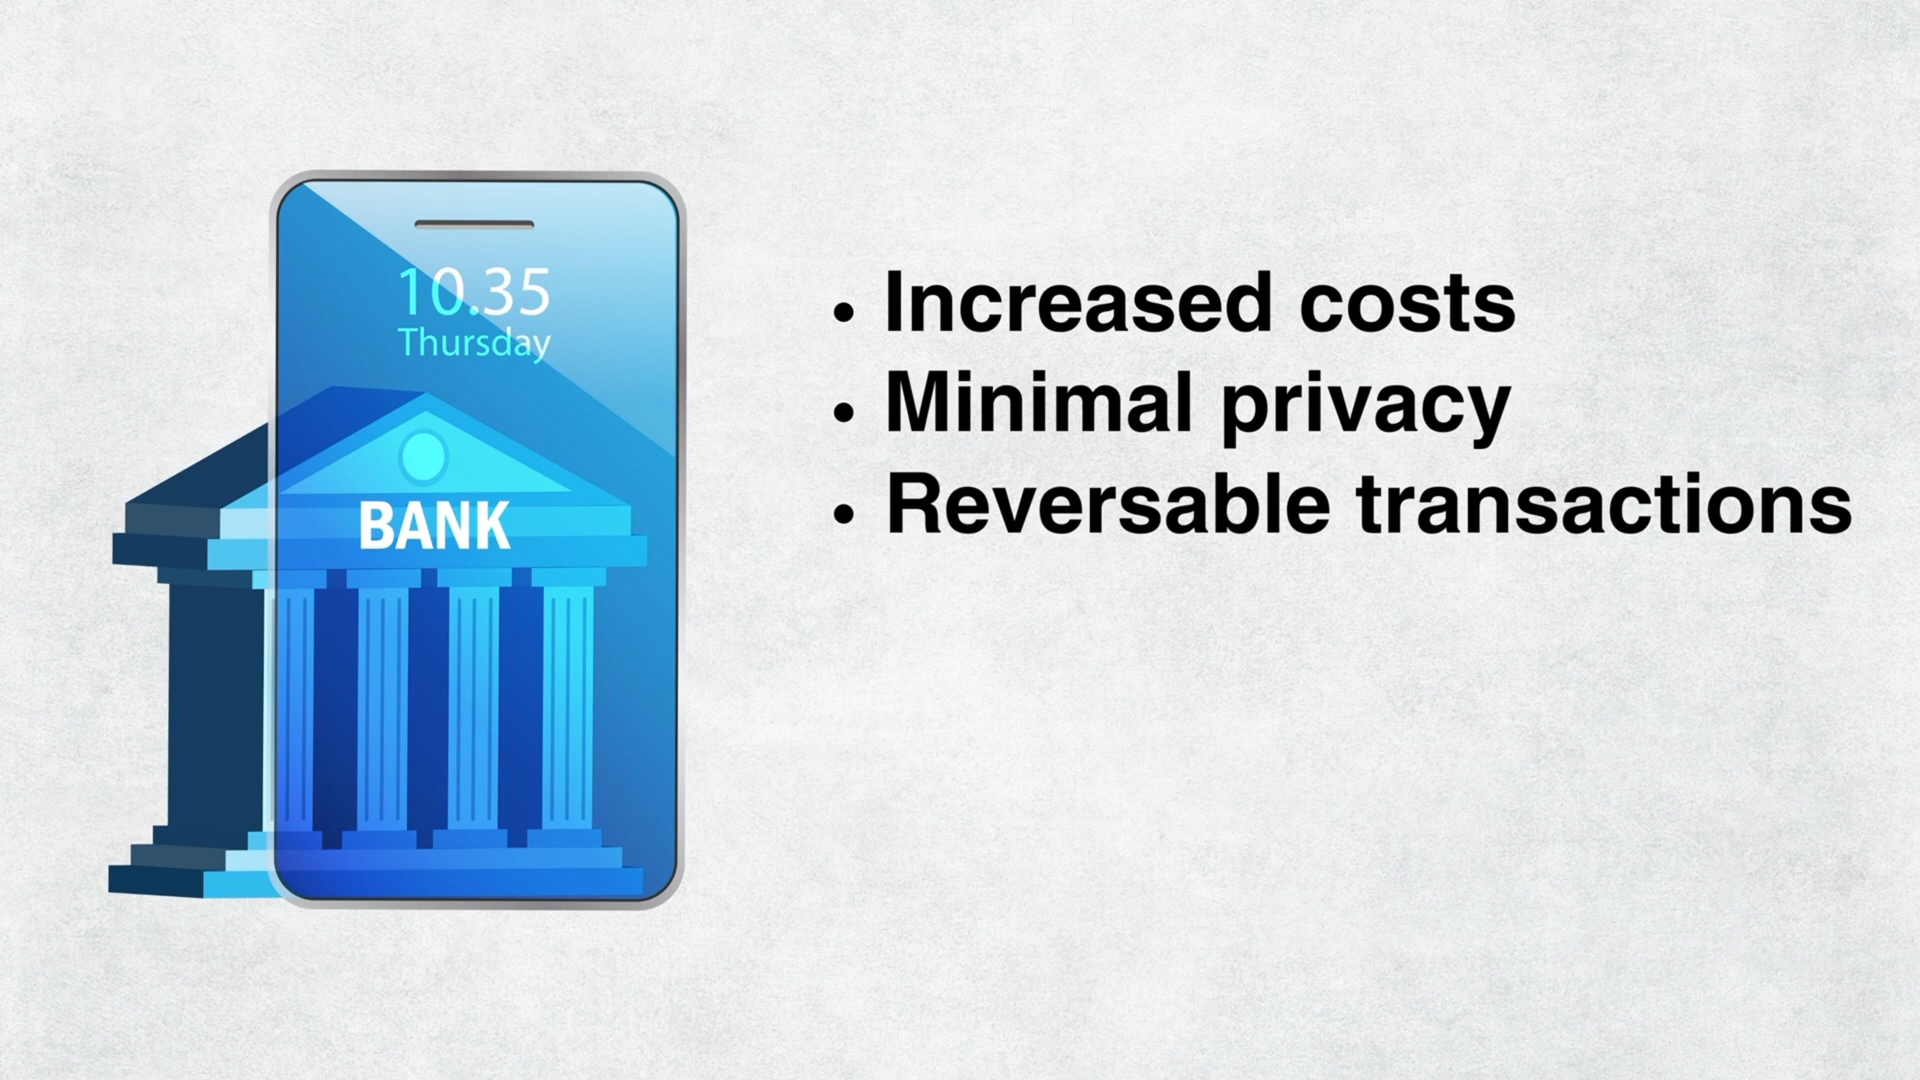 10.35
Thursday
BANK
• Increased costs
• Minimal privacy
• Reversable transactions